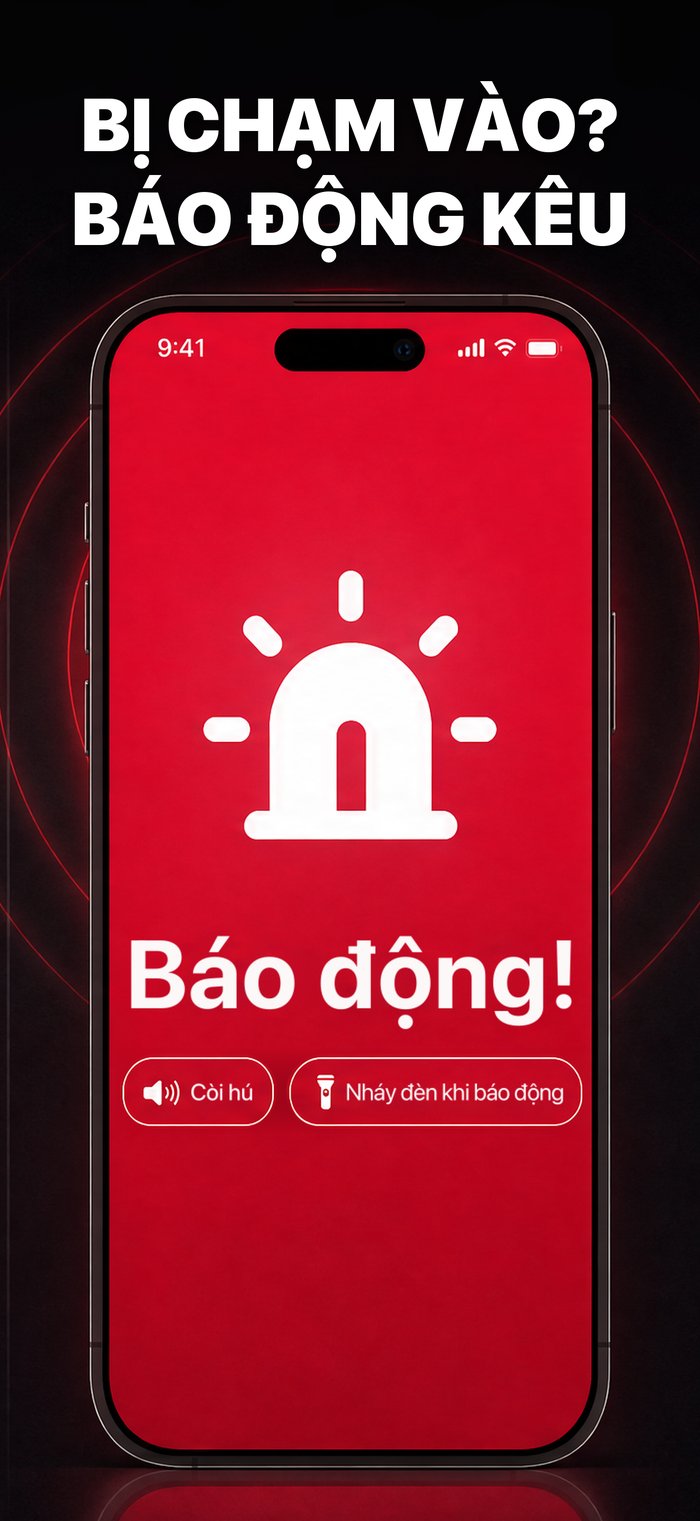 BỊ CHẠM VÀO?
BÁO ĐỘNG KÊU
9:41
Báo động!
Còi hú
Nháy đèn khi báo động